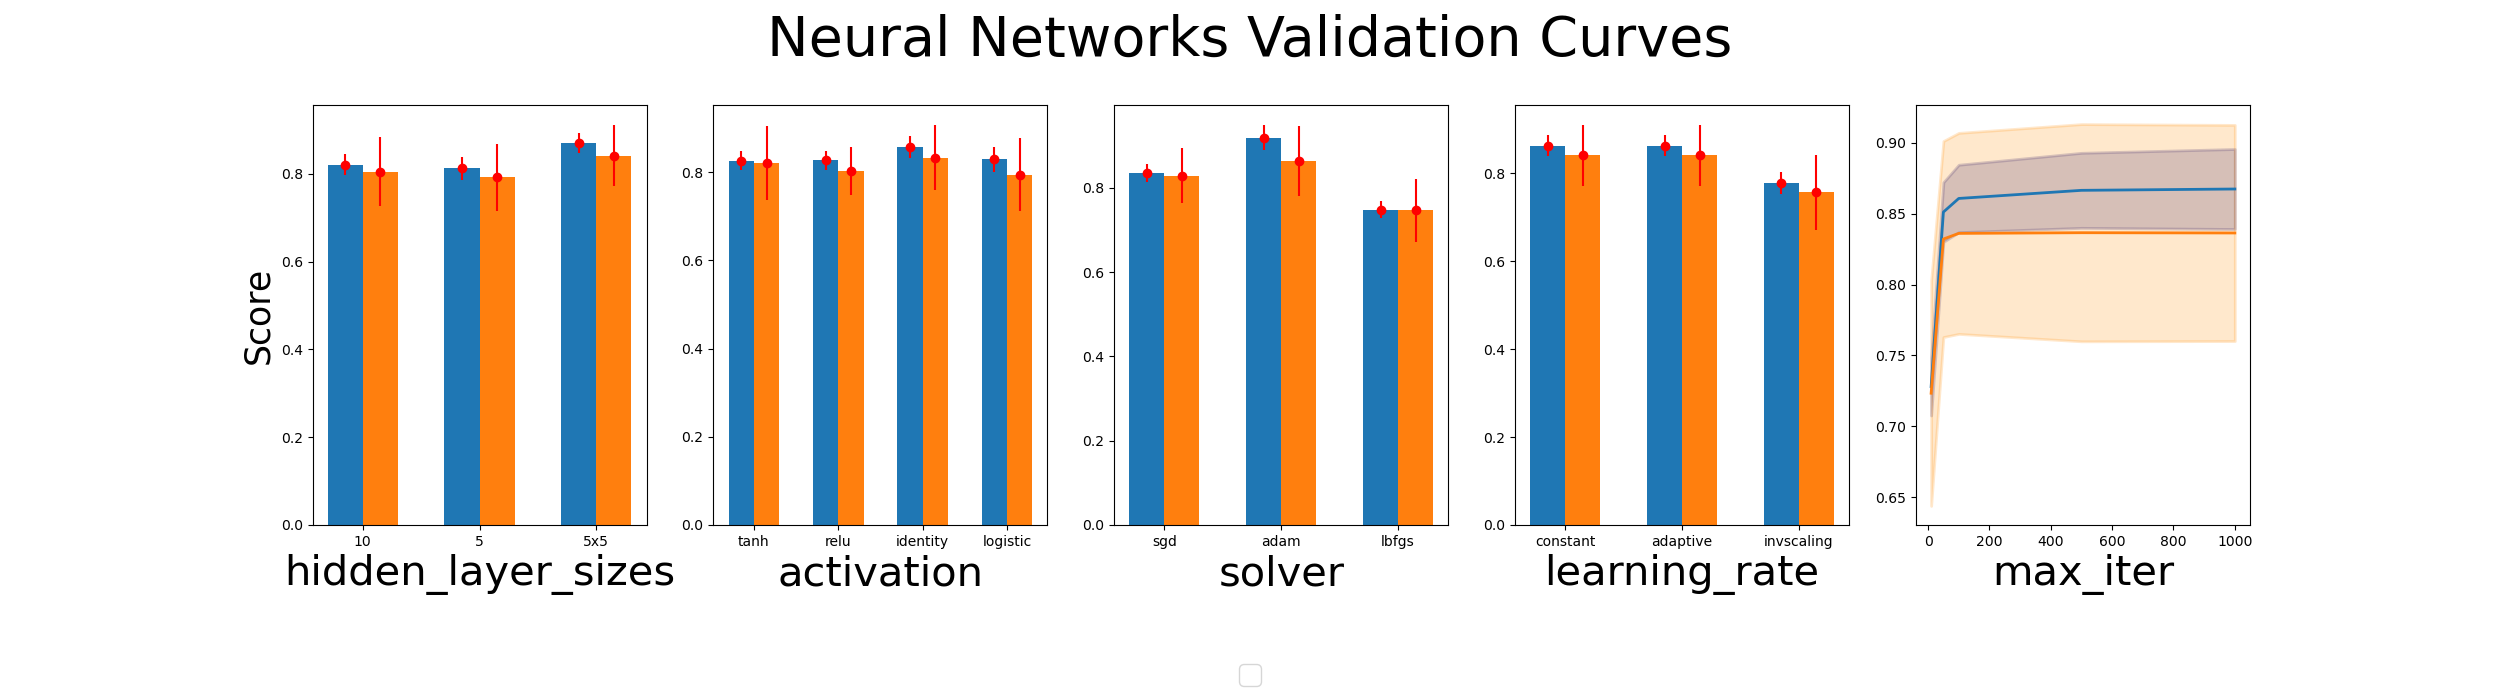 Neural Networks Validation Curves
Score
0.8
0.6
0.4
0.2
0.0
10 5 5x5
hidden_layer_sizes
0.8
0.6
0.4
0.2
0.0
tanh relu identity logistic
activation
0.8
0.6
0.4
0.2
0.0
sgd adam lbfgs
solver
0.8
0.6
0.4
0.2
0.0
constant adaptive invscaling
learning_rate
0.90
0.85
0.80
0.75
0.70
0.65
0 200 400 600 800 1000
max_iter